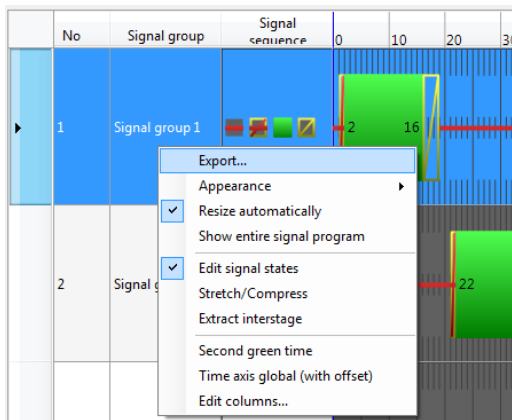 No Signal group Signal sequence 0 10 20 30
1 Signal group 1 2 16
Export...
Appearance
Resize automatically
Show entire signal program
Edit signal states
2 Signal g 22
Stretch/Compress
Extract interstage
Second green time
Time axis global (with offset)
Edit columns...